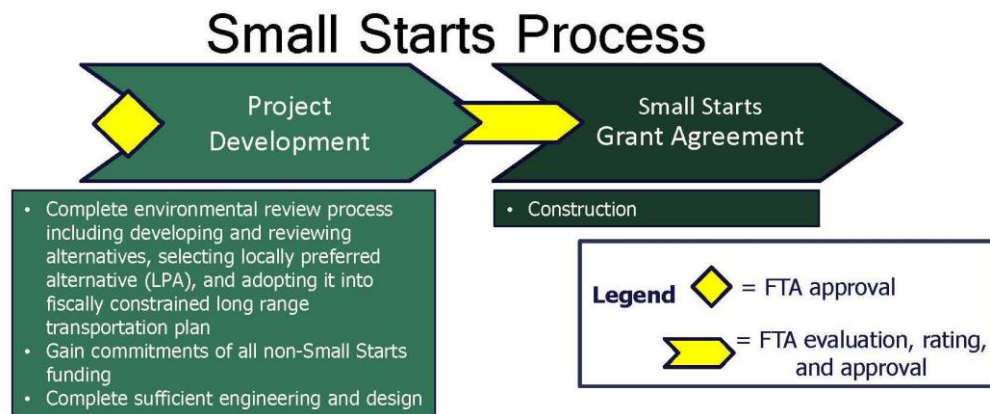 Small Starts Process
Project
Development
Small Starts
Grant Agreement
• Complete environmental review process
including developing and reviewing
alternatives, selecting locally preferred
alternative (LPA), and adopting it into
fiscally constrained long range
transportation plan
• Gain commitments of all non-Small Starts
funding
• Complete sufficient engineering and design
• Construction
Legend
= FTA approval
= FTA evaluation, rating,
and approval